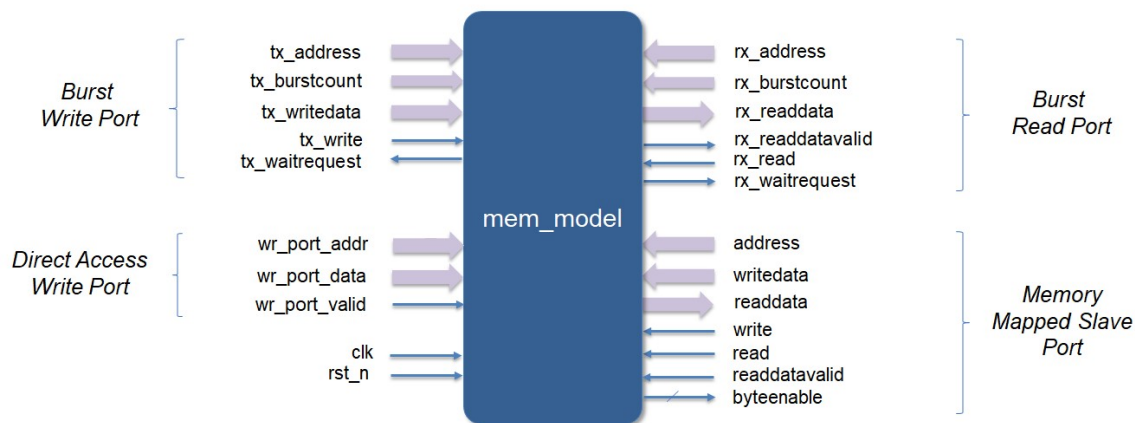 Burst
Write Port
tx_address
tx_burstcount
tx_writedata
tx_write
tx_waitrequest
Direct Access
Write Port
wr_port_addr
wr_port_data
wr_port_valid
clk
rst_n
mem_model
rx_address
rx_burstcount
rx_readdata
rx_readdatavalid
rx_read
rx_waitrequest
Burst
Read Port
address
writedata
readdata
write
read
readdatavalid
byteenable
Memory
Mapped Slave
Port